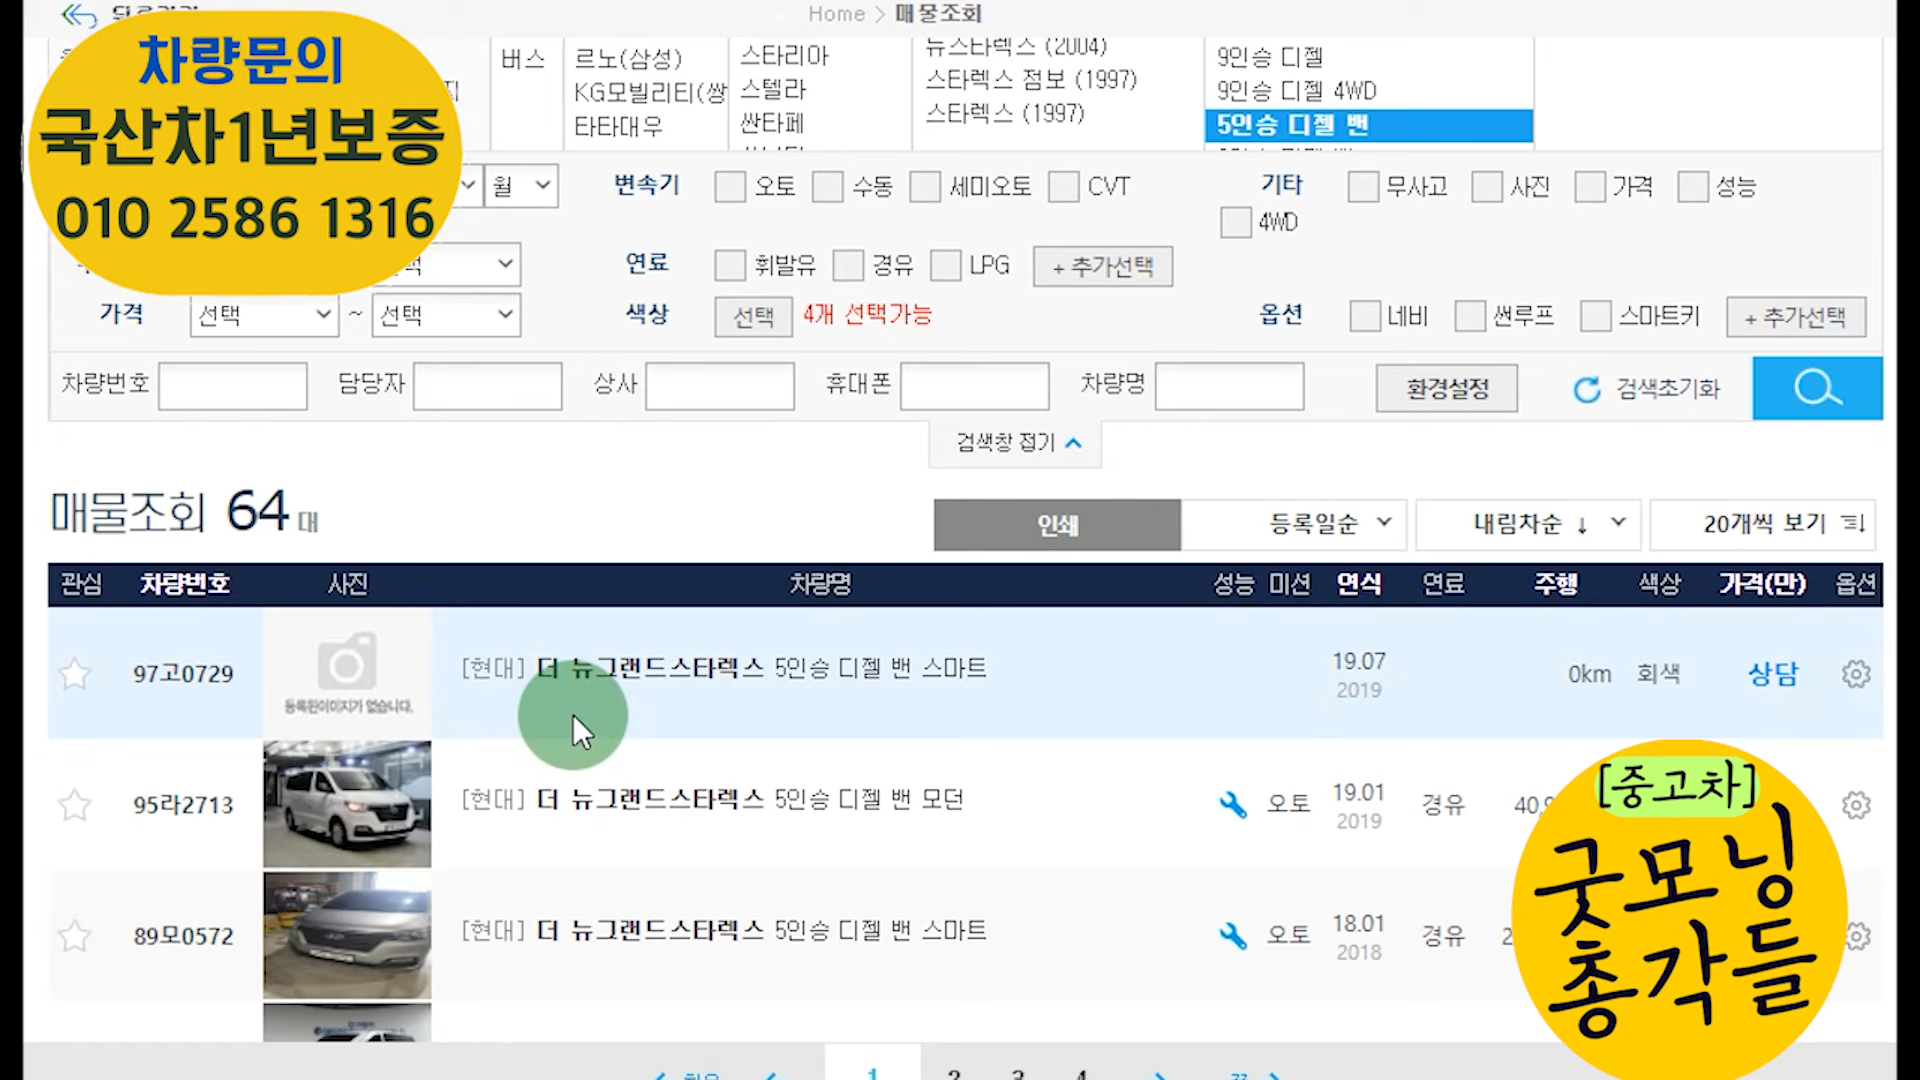 Home > 매물조회
차량문의
국산차1년보증
010 2586 1316
버스
르노(삼성)
KG모빌리티(쌍
타타대우
스타리아
스텔라
싼타페
뉴스타렉스 (2004)
스타렉스 점보 (1997)
스타렉스 (1997)
9인승 디젤
9인승 디젤 4WD
5인승 디젤 밴
월
변속기 오토 수동 세미오토 CVT
기타 무사고 사진 가격 성능
4WD
연료 휘발유 경유 LPG + 추가선택
가격 선택 ~ 선택
색상 선택 4개 선택가능
옵션 네비 썬루프 스마트키 + 추가선택
차량번호 담당자 상사 휴대폰 차량명 환경설정 검색초기화
검색창 접기
매물조회 64 대
인쇄 등록일순 내림차순 ↓ 20개씩 보기
관심 차량번호 사진 차량명 성능 미션 연식 연료 주행 색상 가격(만) 옵션
97고0729 등록된이미지가 없습니다. [현대] 더 뉴그랜드스타렉스 5인승 디젤 밴 스마트 19.07 2019 0km 회색 상담
95라2713 [현대] 더 뉴그랜드스타렉스 5인승 디젤 밴 모던 오토 19.01 2019 경유 40,9
89모0572 [현대] 더 뉴그랜드스타렉스 5인승 디젤 밴 스마트 오토 18.01 2018 경유 2
[중고차]
굿모닝
총각들
1 2 3 4